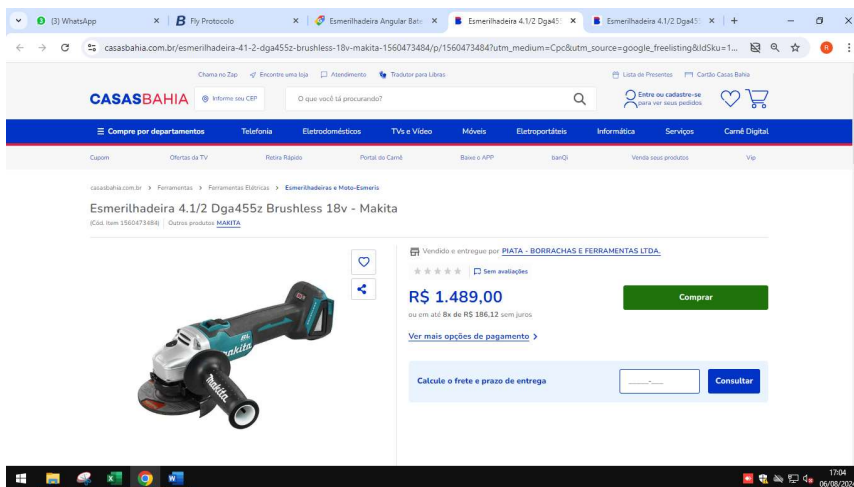 (3) WhatsApp
Fly Protocolo
Esmerilhadeira Angular Bate
Esmerilhadeira 4.1/2 Dga455
Esmerilhadeira 4.1/2 Dga455
casasbahia.com.br/esmerilhadeira-41-2-dga455z-brushless-18v-makita-1560473484/p/1560473484?utm_medium=Cpc&utm_source=google_freelisting&IdSku=1...
R
Chama no Zap Encontre uma loja Atendimento Tradutor para Libras Lista de Presentes Cartão Casas Bahia
CASASBAHIA
Informe seu CEP
O que você tá procurando?
Entre ou cadastre-se
para ver seus pedidos
Compre por departamentos Telefonia Eletrodomésticos TVs e Vídeo Móveis Eletroportáteis Informática Serviços Carnê Digital
Cupom Ofertas da TV Retira Rápido Portal do Carnê Baixe o APP banQi Venda seus produtos Vip
casasbahia.com.br > Ferramentas > Ferramentas Elétricas > Esmerilhadeiras e Moto-Esmeris
Esmerilhadeira 4.1/2 Dga455z Brushless 18v - Makita
(Cód. Item 1560473484) Outros produtos MAKITA
Vendido e entregue por PIATA - BORRACHAS E FERRAMENTAS LTDA.
Sem avaliações
R$ 1.489,00
Comprar
ou em até 8x de R$ 186,12 sem juros
Ver mais opções de pagamento >
Calcule o frete e prazo de entrega
_____-___
Consultar
BL
makita
makita
17:04
06/08/2024